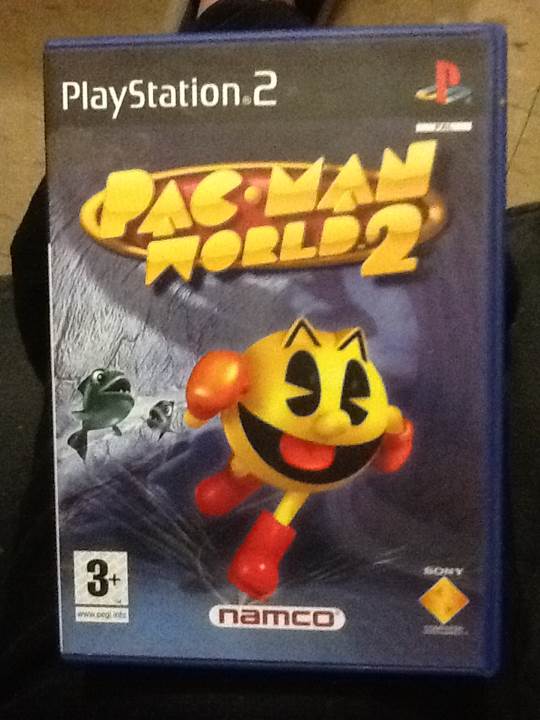 PlayStation®2
PAL
PAC-MAN
WORLD 2
3+
www.pegi.info
namco®
SONY